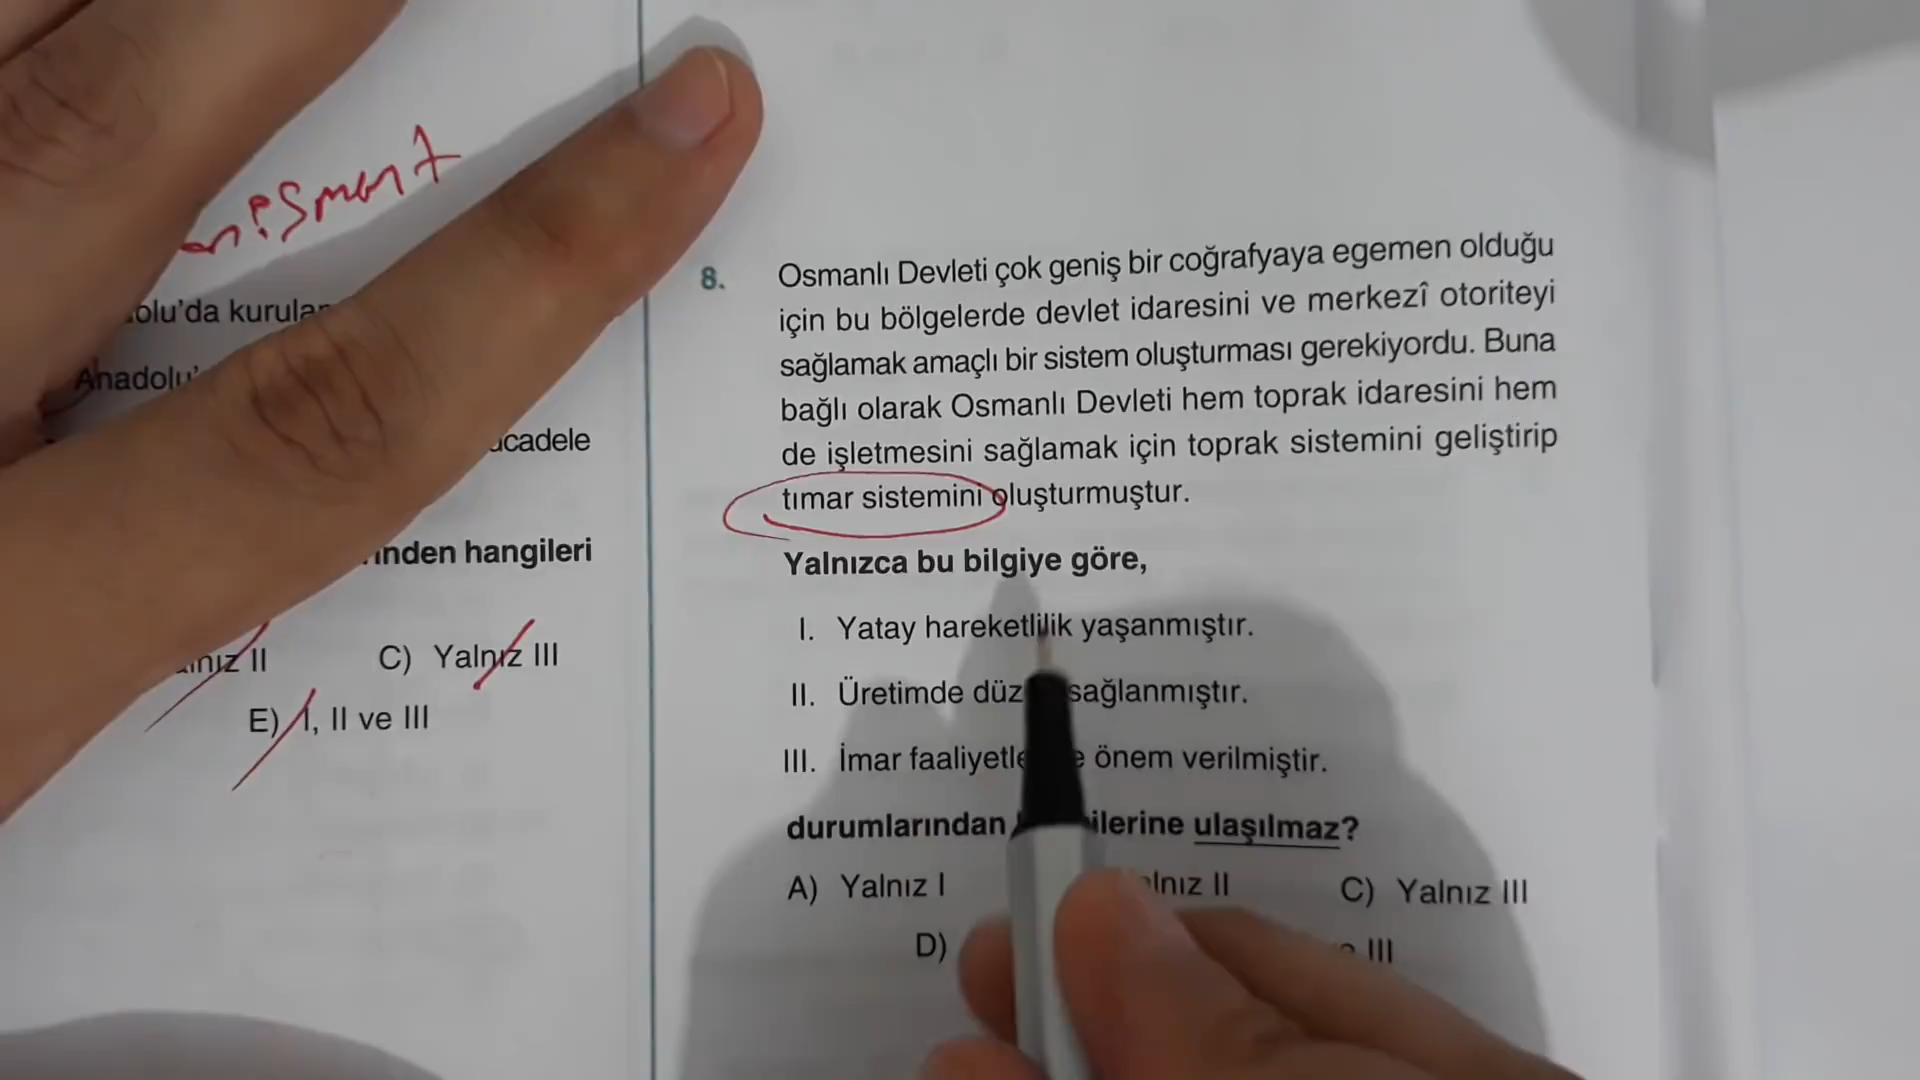 olu'da kurulan
Anadolu'
cadele
inden hangileri
II
C) Yalnız III
E) I, II ve III
8. Osmanlı Devleti çok geniş bir coğrafyaya egemen olduğu
için bu bölgelerde devlet idaresini ve merkezî otoriteyi
sağlamak amaçlı bir sistem oluşturması gerekiyordu. Buna
bağlı olarak Osmanlı Devleti hem toprak idaresini hem
de işletmesini sağlamak için toprak sistemini geliştirip
tımar sistemini oluşturmuştur.
Yalnızca bu bilgiye göre,
I. Yatay hareketlilik yaşanmıştır.
II. Üretimde düz sağlanmıştır.
III. İmar faaliyetle e önem verilmiştir.
durumlarından ilerine ulaşılmaz?
A) Yalnız I
lnız II
C) Yalnız III
D)
III